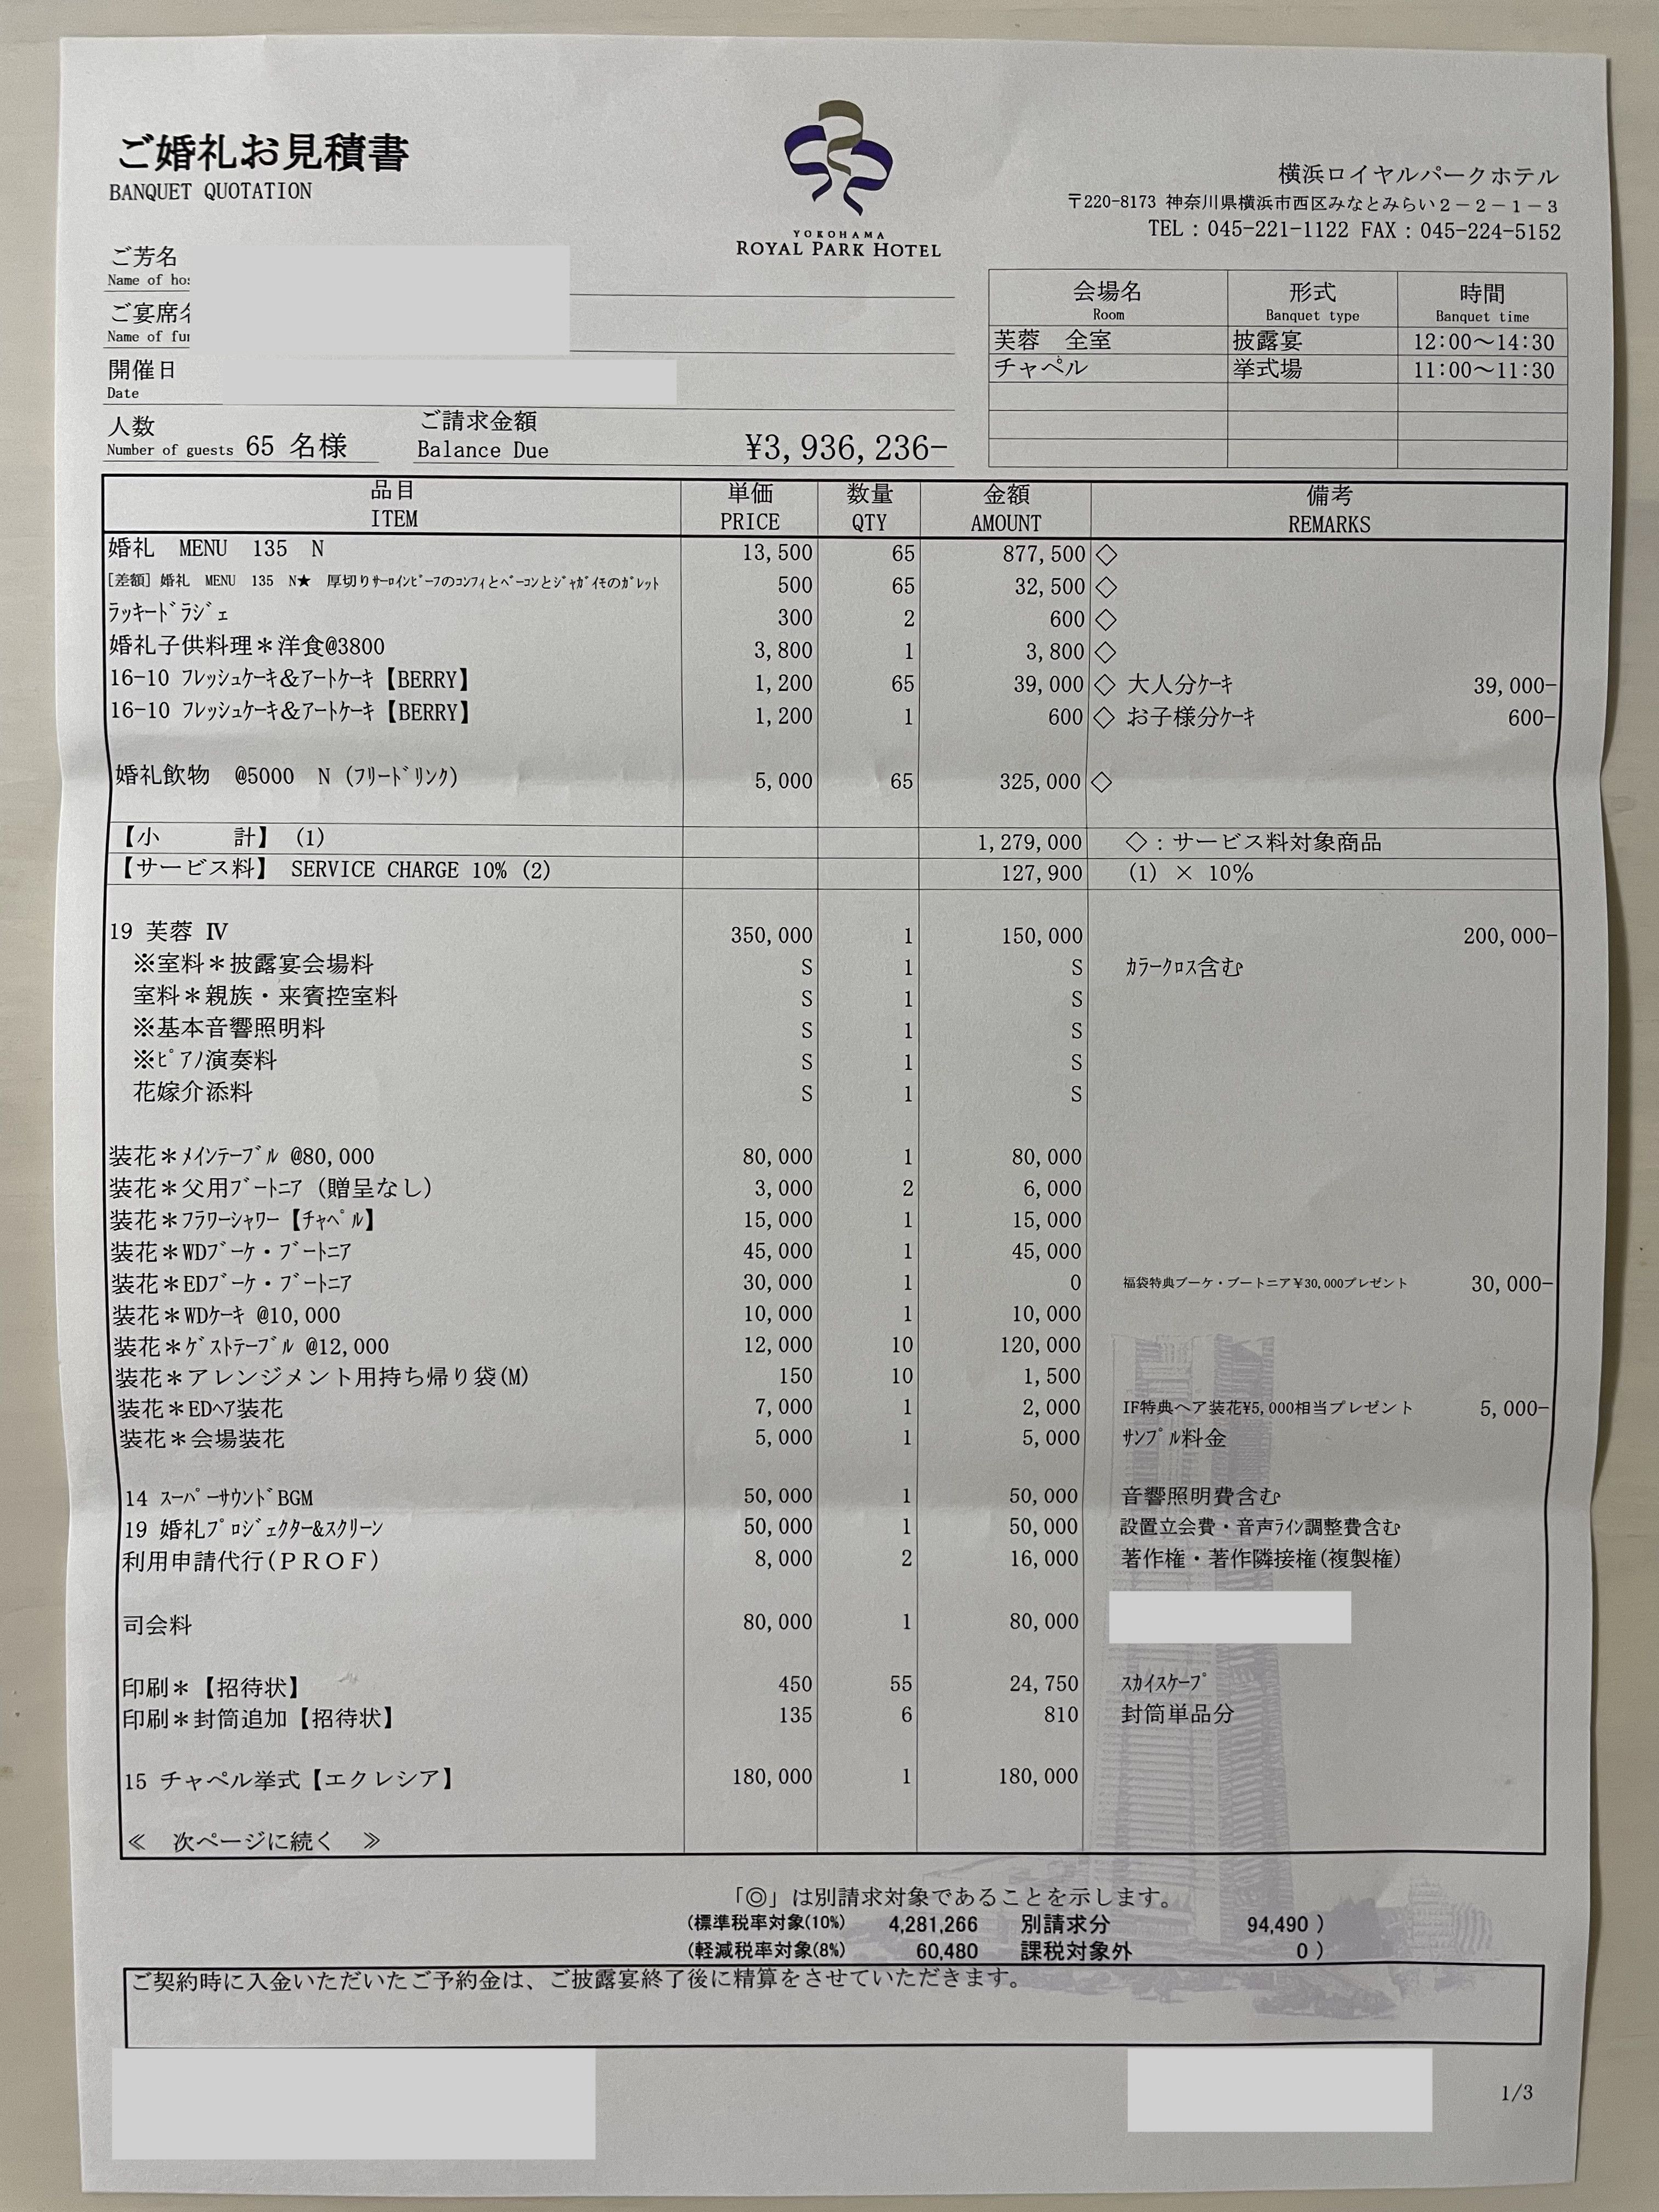 ご婚礼お見積書
BANQUET QUOTATION
YOKOHAMA
ROYAL PARK HOTEL
横浜ロイヤルパークホテル
〒220-8173 神奈川県横浜市西区みなとみらい２－２－１－３
TEL : 045-221-1122 FAX : 045-224-5152
ご芳名
Name of
ご宴席
Name of
開催日
Date
人数
Number of guests 65 名様
ご請求金額
Balance Due ¥3,936,236-
会場名 形式 時間
Room Banquet type Banquet time
芙蓉 全室 披露宴 12:00～14:30
チャペル 挙式場 11:00～11:30
品目 単価 数量 金額 備考
ITEM PRICE QTY AMOUNT REMARKS
婚礼 MENU 135 N 13,500 65 877,500 ◇
[差額] 婚礼 MENU 135 N★ 厚切りｻｰﾛｲﾝﾋﾞｰﾌのｺﾝﾌｨとﾍﾞｰｺﾝとｼﾞｬｶﾞｲﾓのｶﾞﾚｯﾄ 500 65 32,500 ◇
ﾗｯｷｰﾄﾞﾗｼﾞｪ 300 2 600 ◇
婚礼子供料理＊洋食@3800 3,800 1 3,800 ◇
16-10 ﾌﾚｯｼｭｹｰｷ&ｱｰﾄｹｰｷ【BERRY】 1,200 65 39,000 ◇ 大人分ｹｰｷ 39,000-
16-10 ﾌﾚｯｼｭｹｰｷ&ｱｰﾄｹｰｷ【BERRY】 1,200 1 600 ◇ お子様分ｹｰｷ 600-
婚礼飲物 @5000 N (ﾌﾘｰﾄﾞﾘﾝｸ) 5,000 65 325,000 ◇
【小 計】 (1) 1,279,000 ◇：サービス料対象商品
【サービス料】 SERVICE CHARGE 10% (2) 127,900 (1) × 10%
19 芙蓉 Ⅳ 350,000 1 150,000 200,000-
※室料＊披露宴会場料 S 1 S ｶﾗｰｸﾛｽ含む
室料＊親族・来賓控室料 S 1 S
※基本音響照明料 S 1 S
※ﾋﾟｱﾉ演奏料 S 1 S
花嫁介添料 S 1 S
装花＊ﾒｲﾝﾃｰﾌﾞﾙ @80,000 80,000 1 80,000
装花＊父用ﾌﾞｰﾄﾆｱ (贈呈なし) 3,000 2 6,000
装花＊ﾌﾗﾜｰｼｬﾜｰ【ﾁｬﾍﾟﾙ】 15,000 1 15,000
装花＊WDﾌﾞｰｹ・ﾌﾞｰﾄﾆｱ 45,000 1 45,000
装花＊EDﾌﾞｰｹ・ﾌﾞｰﾄﾆｱ 30,000 1 0 福袋特典ブーケ・ブートニア¥30,000プレゼント 30,000-
装花＊WDｹｰｷ @10,000 10,000 1 10,000
装花＊ｹﾞｽﾄﾃｰﾌﾞﾙ @12,000 12,000 10 120,000
装花＊アレンジメント用持ち帰り袋(M) 150 10 1,500
装花＊EDﾍｱ装花 7,000 1 2,000 IF特典ヘア装花¥5,000相当プレゼント 5,000-
装花＊会場装花 5,000 1 5,000 ｻﾝﾌﾟﾙ料金
14 ｽｰﾊﾟｰｻｳﾝﾄﾞBGM 50,000 1 50,000 音響照明費含む
19 婚礼ﾌﾟﾛｼﾞｪｸﾀｰ&ｽｸﾘｰﾝ 50,000 1 50,000 設置立会費・音声ﾗｲﾝ調整費含む
利用申請代行(ＰＲＯＦ) 8,000 2 16,000 著作権・著作隣接権(複製権)
司会料 80,000 1 80,000
印刷＊【招待状】 450 55 24,750 ｽｶｲｽｹｰﾌﾟ
印刷＊封筒追加【招待状】 135 6 810 封筒単品分
15 チャペル挙式【エクレシア】 180,000 1 180,000
≪ 次ページに続く ≫
「◎」は別請求対象であることを示します。
(標準税率対象(10%) 4,281,266 別請求分 94,490 )
(軽減税率対象(8%) 60,480 課税対象外 0 )
ご契約時に入金いただいたご予約金は、ご披露宴終了後に精算をさせていただきます。
1/3